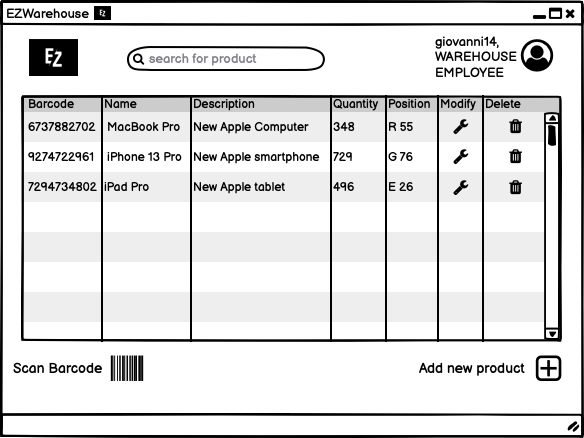 EZWarehouse EZ
EZ
search for product
giovanni14,
WAREHOUSE
EMPLOYEE
Barcode Name Description Quantity Position Modify Delete
6737882702 MacBook Pro New Apple Computer 348 R 55
9274722961 iPhone 13 Pro New Apple smartphone 729 G 76
7294734802 iPad Pro New Apple tablet 496 E 26
Scan Barcode
Add new product